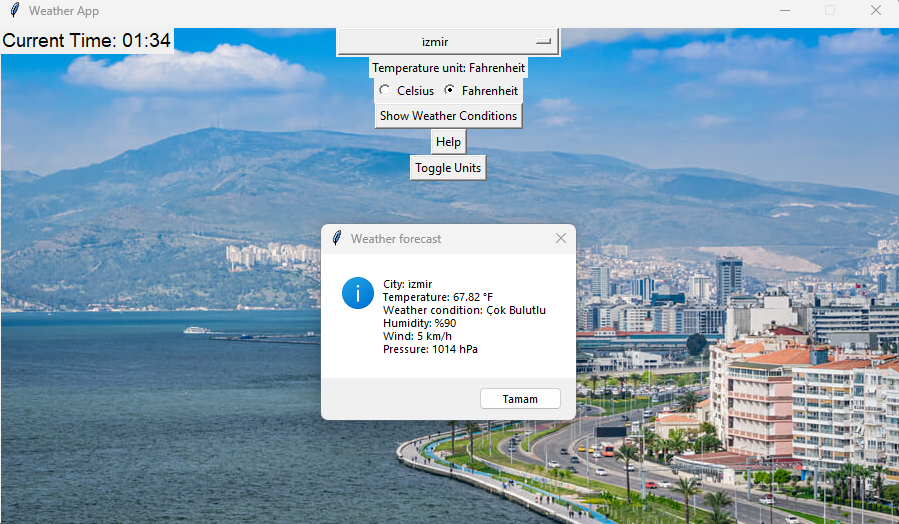 Weather App
Current Time: 01:34
izmir
Temperature unit: Fahrenheit
Celsius Fahrenheit
Show Weather Conditions
Help
Toggle Units
Weather forecast
City: izmir
Temperature: 67.82 °F
Weather condition: Çok Bulutlu
Humidity: %90
Wind: 5 km/h
Pressure: 1014 hPa
Tamam